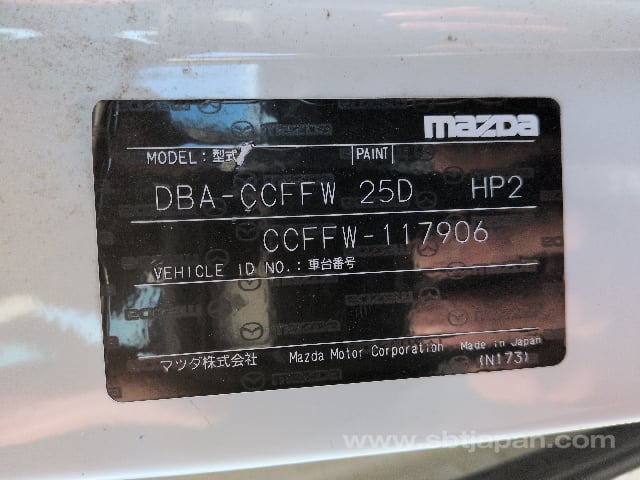 mazda
MODEL:型式 PAINT
DBA-CCFFW 25D HP2
CCFFW-117906
VEHICLE ID NO.:車台番号
マツダ株式会社 Mazda Motor Corporation Made in Japan
(N173)
www.sbtjapan.com